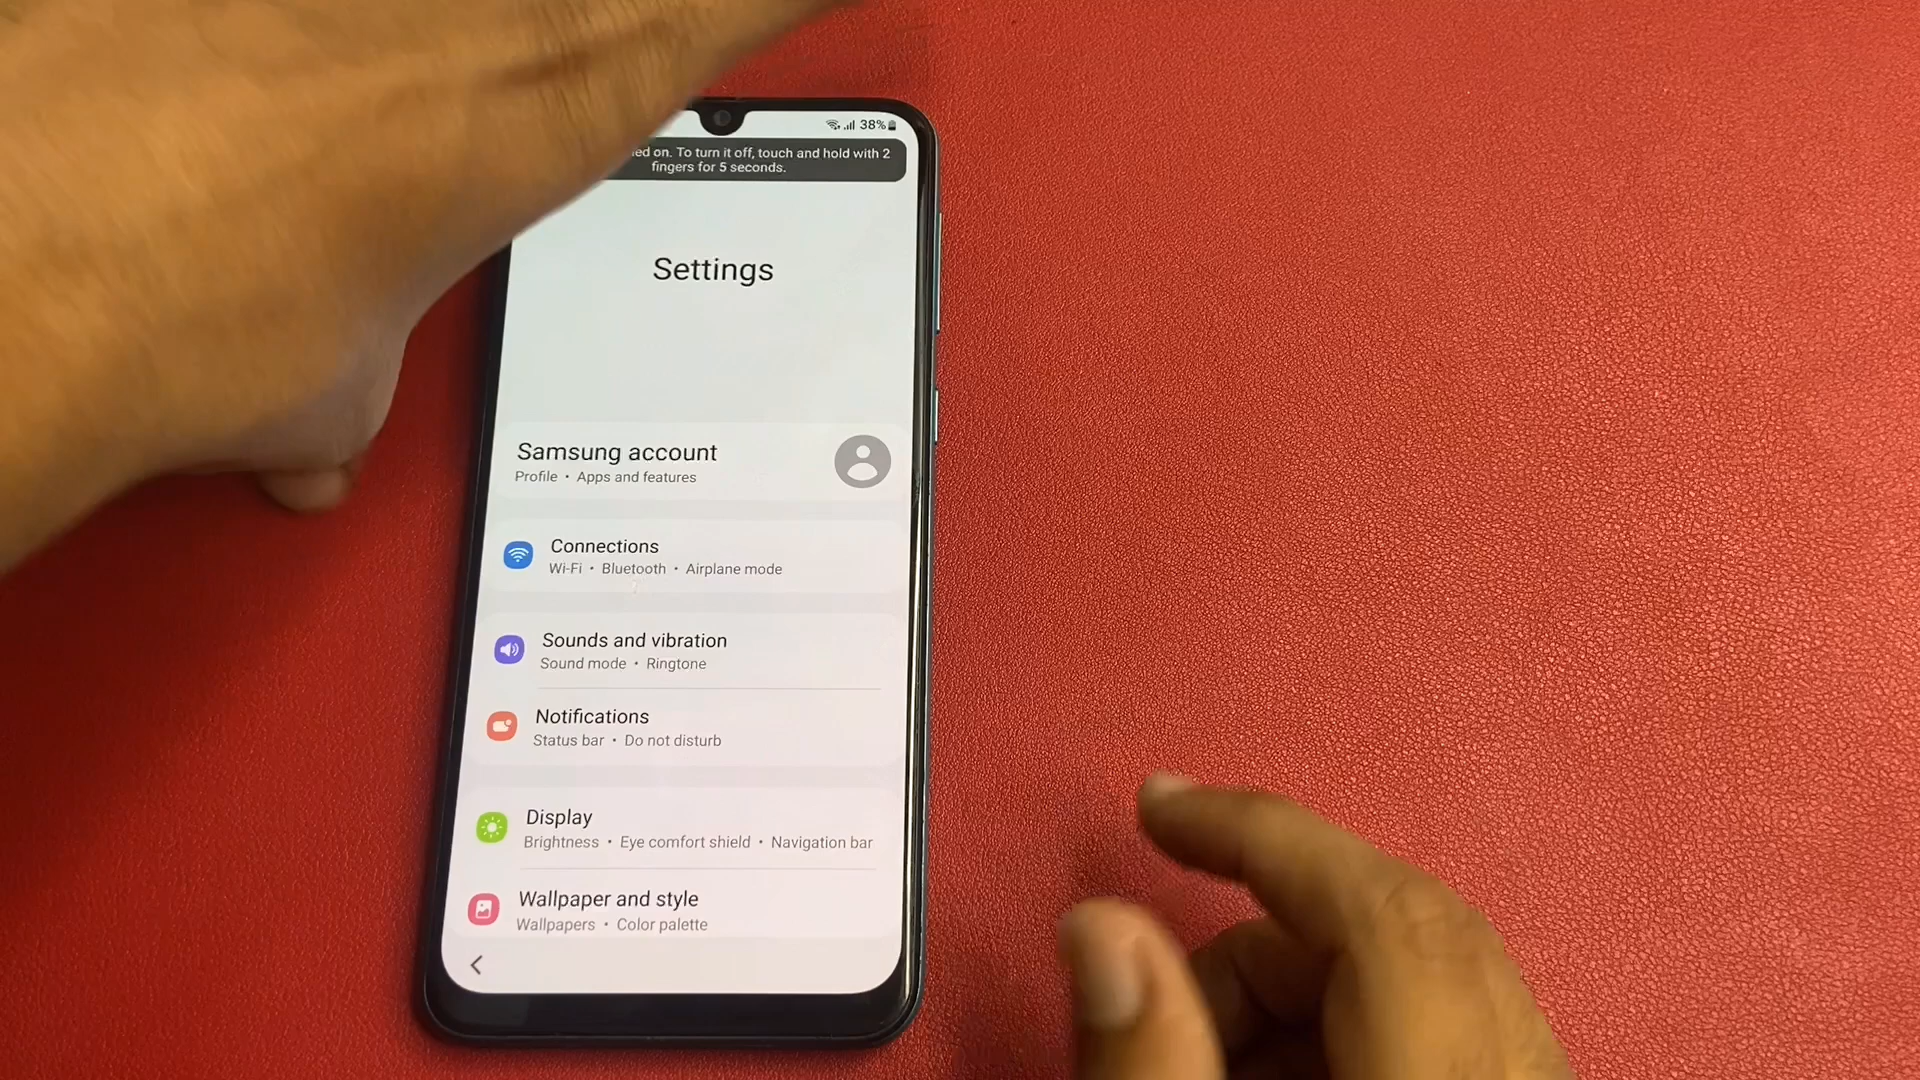 38%
on. To turn it off, touch and hold with 2
fingers for 5 seconds.
Settings
Samsung account
Profile • Apps and features
Connections
Wi-Fi • Bluetooth • Airplane mode
Sounds and vibration
Sound mode • Ringtone
Notifications
Status bar • Do not disturb
Display
Brightness • Eye comfort shield • Navigation bar
Wallpaper and style
Wallpapers • Color palette